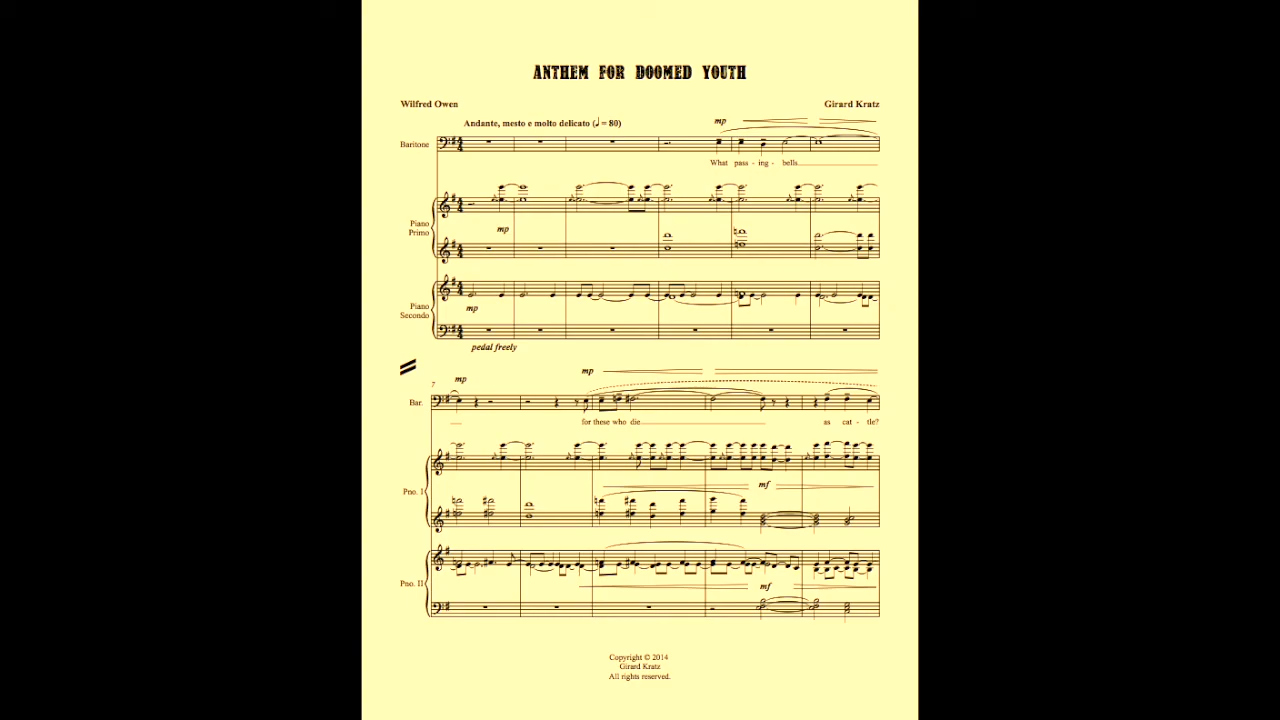 ANTHEM FOR DOOMED YOUTH
Wilfred Owen
Girard Kratz
Andante, mesto e molto delicato (♩ = 80)
mp
Baritone
What pass - ing - bells
Piano
Primo
mp
Piano
Secondo
mp
pedal freely
7
mp
mp
Bar.
for these who die
as cat - tle?
Pno. I
mf
Pno. II
mf
Copyright © 2014
Girard Kratz
All rights reserved.